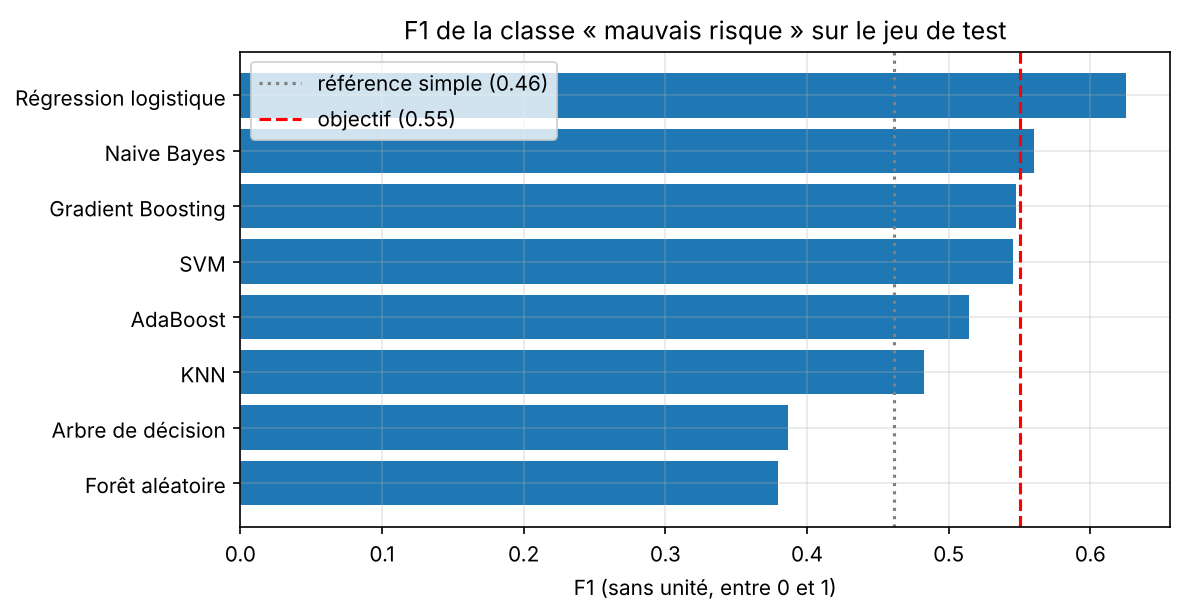 F1 de la classe « mauvais risque » sur le jeu de test
référence simple (0.46)
objectif (0.55)
Régression logistique
Naive Bayes
Gradient Boosting
SVM
AdaBoost
KNN
Arbre de décision
Forêt aléatoire
0.0 0.1 0.2 0.3 0.4 0.5 0.6
F1 (sans unité, entre 0 et 1)